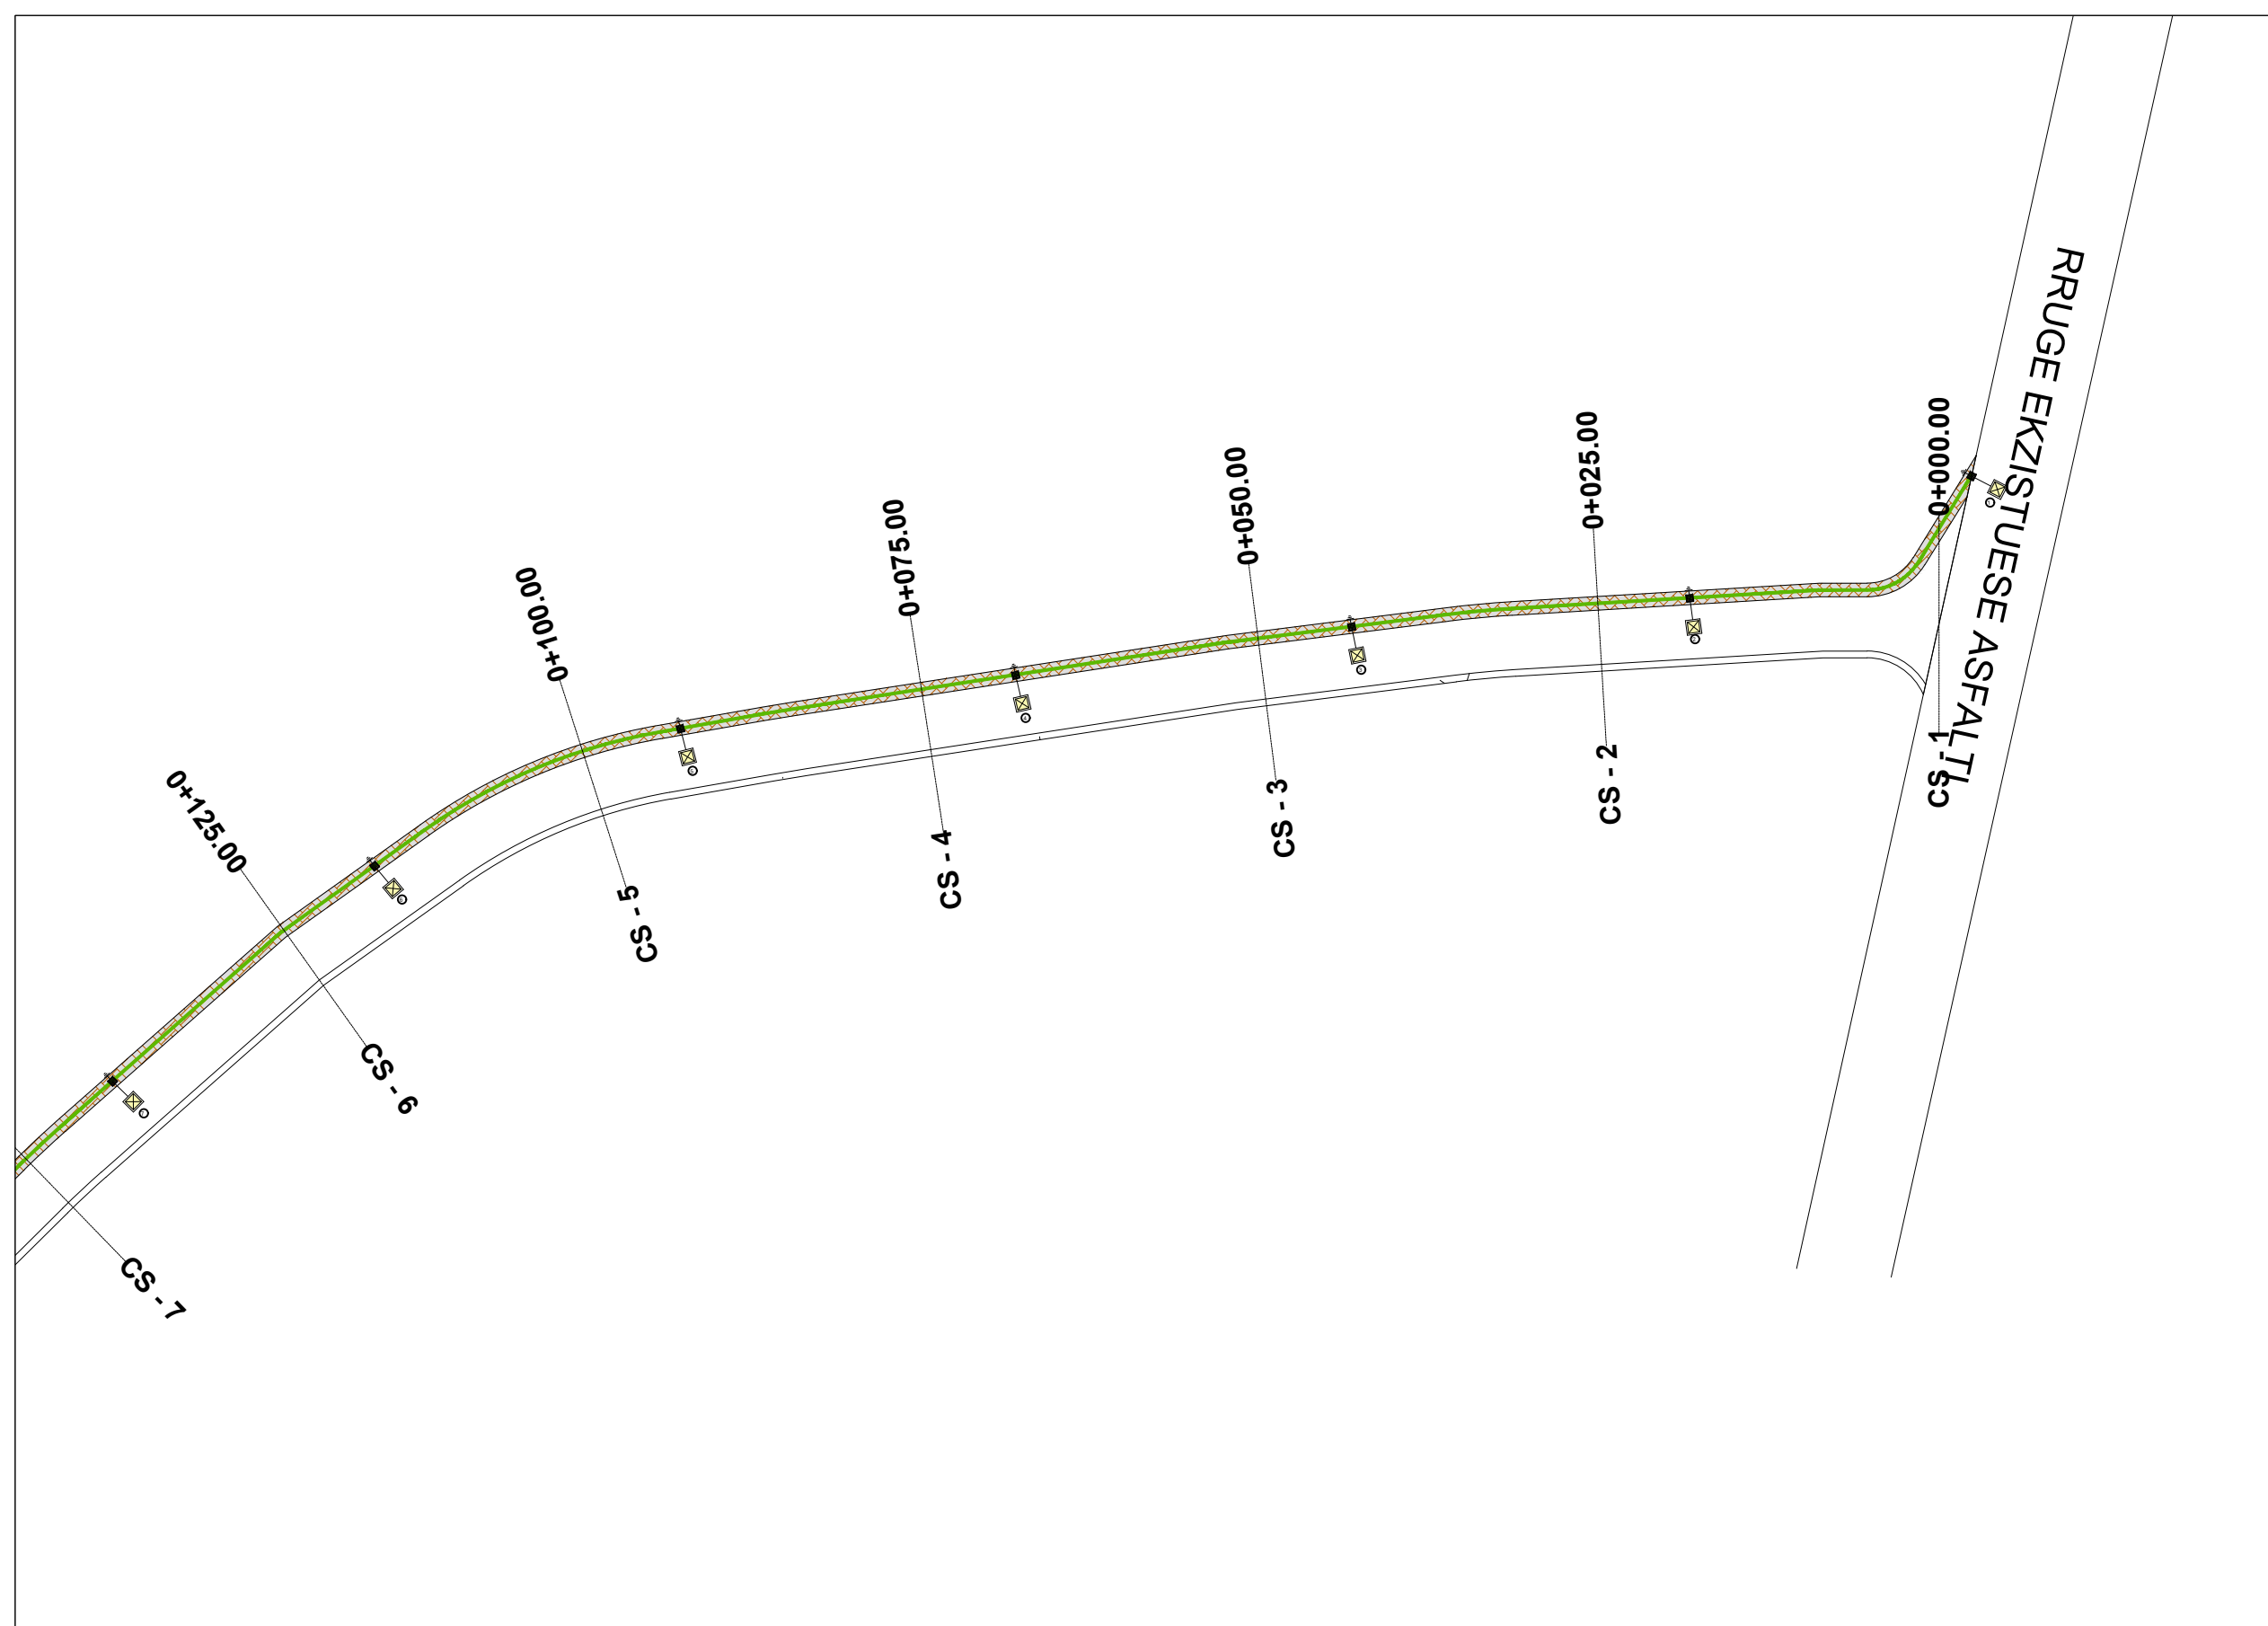 RRUGE EKZISTUESE ASFALTI
0+000.00
CS - 1
0+025.00
CS - 2
0+050.00
CS - 3
0+075.00
CS - 4
0+100.00
CS - 5
0+125.00
CS - 6
CS - 7